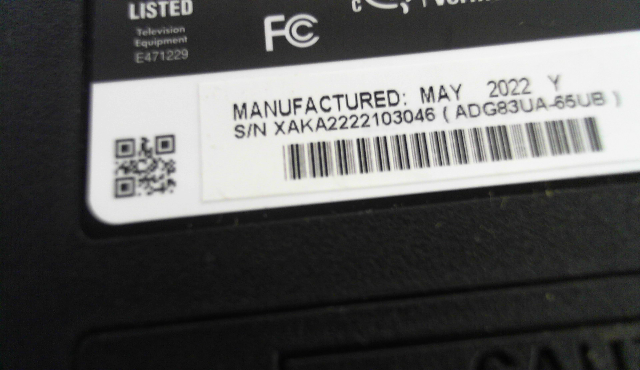 LISTED
Television
Equipment
E471229
FC
MANUFACTURED: MAY 2022 Y
S/N XAKA2222103046 ( ADG83UA-65UB )